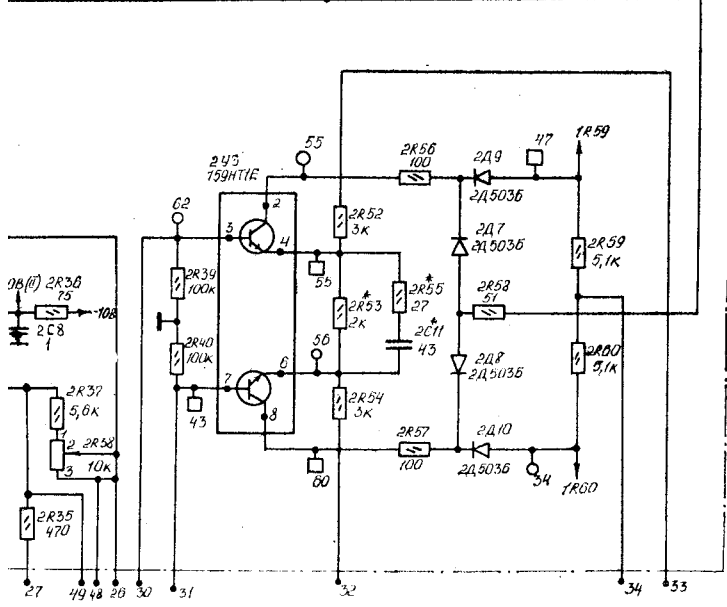 2У3
159НТ1Е
55
2R56
100
2Д9
2Д503Б
47
1R59
62
2
3
4
2R52
3к
2Д7
2Д503Б
2R59
5,1к
55
2R39
100к
*
2R53
2к
*
2R55
27
2R58
51
0В(II)
2R36
75
-10В
2С8
1
2R40
100к
56
*
2С11
43
2Д8
2Д503Б
2R60
5,1к
6
7
8
43
2R54
3к
2R37
5,6к
1
2
3
2R38
10к
2R57
100
2Д10
2Д503Б
60
34
1R60
2R35
470
27
49
48
26
30
31
32
34
33